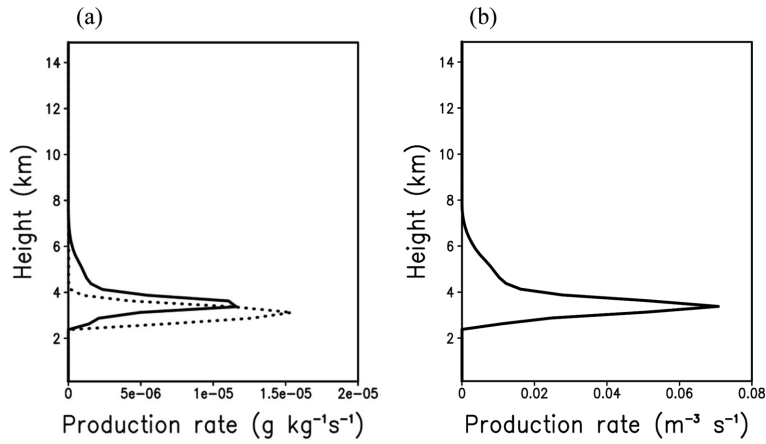 (a)
14
12
10
8
6
4
2
Height (km)
0 5e-06 1e-05 1.5e-05 2e-05
Production rate (g kg⁻¹s⁻¹)
(b)
14
12
10
8
6
4
2
Height (km)
0 0.02 0.04 0.06 0.08
Production rate (m⁻³ s⁻¹)